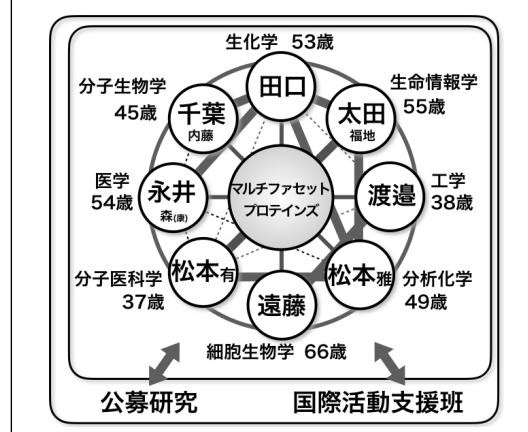 生化学 53歳
田口
分子生物学
45歳
千葉
内藤
生命情報学
55歳
太田
福地
医学
54歳
永井
森(康)
マルチファセット
プロテインズ
渡邉
工学
38歳
分子医科学
37歳
松本有
遠藤
松本雅
分析化学
49歳
細胞生物学 66歳
公募研究
国際活動支援班